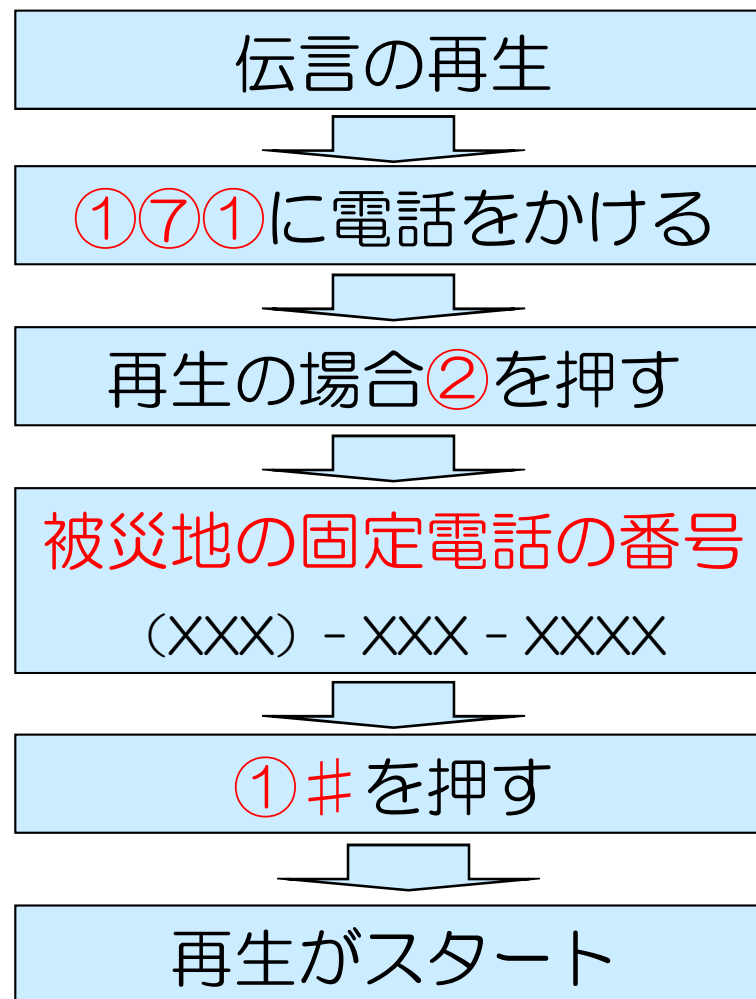 伝言の再生
①⑦①に電話をかける
再生の場合②を押す
被災地の固定電話の番号
（XXX）－XXX－XXXX
①♯を押す
再生がスタート